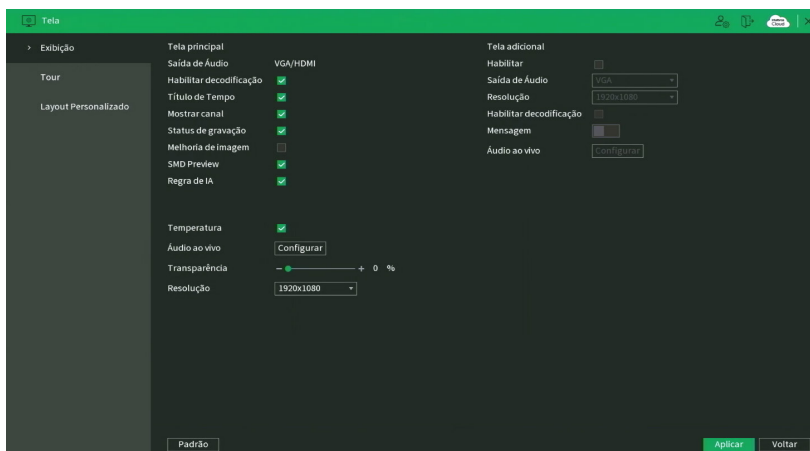 Tela
Cloud
Exibição
Tour
Layout Personalizado
Tela principal
Saída de Áudio VGA/HDMI
Habilitar decodificação
Título de Tempo
Mostrar canal
Status de gravação
Melhoria de imagem
SMD Preview
Regra de IA
Temperatura
Áudio ao vivo Configurar
Transparência - + 0 %
Resolução 1920x1080
Tela adicional
Habilitar
Saída de Áudio VGA
Resolução 1920x1080
Habilitar decodificação
Mensagem
Áudio ao vivo Configurar
Padrão
Aplicar Voltar